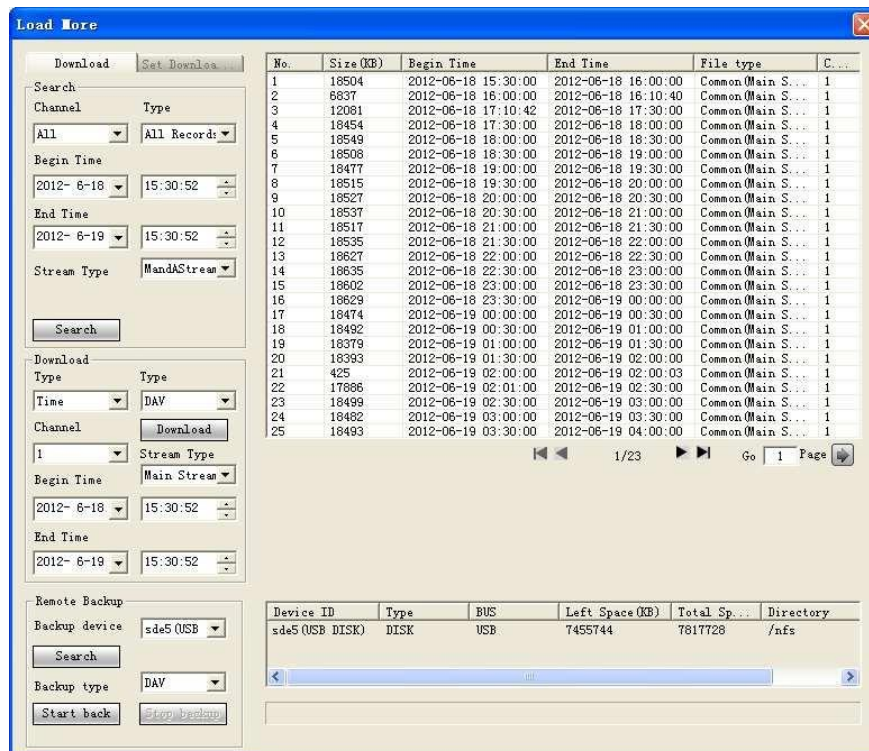 Load More
Download Set Downloa...
Search
Channel Type
All All Records
Begin Time
2012- 6-18 15:30:52
End Time
2012- 6-19 15:30:52
Stream Type MandAStream
Search
Download
Type Type
Time DAV
Channel Download
1 Stream Type
Begin Time Main Stream
2012- 6-18 15:30:52
End Time
2012- 6-19 15:30:52
Remote Backup
Backup device sde5(USB
Search
Backup type DAV
Start back Stop backup
No. Size(KB) Begin Time End Time File type C...
1 18504 2012-06-18 15:30:00 2012-06-18 16:00:00 Common(Main S... 1
2 6837 2012-06-18 16:00:00 2012-06-18 16:10:40 Common(Main S... 1
3 12081 2012-06-18 17:10:42 2012-06-18 17:30:00 Common(Main S... 1
4 18454 2012-06-18 17:30:00 2012-06-18 18:00:00 Common(Main S... 1
5 18549 2012-06-18 18:00:00 2012-06-18 18:30:00 Common(Main S... 1
6 18508 2012-06-18 18:30:00 2012-06-18 19:00:00 Common(Main S... 1
7 18477 2012-06-18 19:00:00 2012-06-18 19:30:00 Common(Main S... 1
8 18515 2012-06-18 19:30:00 2012-06-18 20:00:00 Common(Main S... 1
9 18527 2012-06-18 20:00:00 2012-06-18 20:30:00 Common(Main S... 1
10 18537 2012-06-18 20:30:00 2012-06-18 21:00:00 Common(Main S... 1
11 18517 2012-06-18 21:00:00 2012-06-18 21:30:00 Common(Main S... 1
12 18535 2012-06-18 21:30:00 2012-06-18 22:00:00 Common(Main S... 1
13 18627 2012-06-18 22:00:00 2012-06-18 22:30:00 Common(Main S... 1
14 18635 2012-06-18 22:30:00 2012-06-18 23:00:00 Common(Main S... 1
15 18602 2012-06-18 23:00:00 2012-06-18 23:30:00 Common(Main S... 1
16 18629 2012-06-18 23:30:00 2012-06-19 00:00:00 Common(Main S... 1
17 18474 2012-06-19 00:00:00 2012-06-19 00:30:00 Common(Main S... 1
18 18492 2012-06-19 00:30:00 2012-06-19 01:00:00 Common(Main S... 1
19 18379 2012-06-19 01:00:00 2012-06-19 01:30:00 Common(Main S... 1
20 18393 2012-06-19 01:30:00 2012-06-19 02:00:00 Common(Main S... 1
21 425 2012-06-19 02:00:00 2012-06-19 02:00:03 Common(Main S... 1
22 17886 2012-06-19 02:01:00 2012-06-19 02:30:00 Common(Main S... 1
23 18499 2012-06-19 02:30:00 2012-06-19 03:00:00 Common(Main S... 1
24 18482 2012-06-19 03:00:00 2012-06-19 03:30:00 Common(Main S... 1
25 18493 2012-06-19 03:30:00 2012-06-19 04:00:00 Common(Main S... 1
1/23 Go 1 Page
Device ID Type BUS Left Space(KB) Total Sp... Directory
sde5(USB DISK) DISK USB 7455744 7817728 /nfs